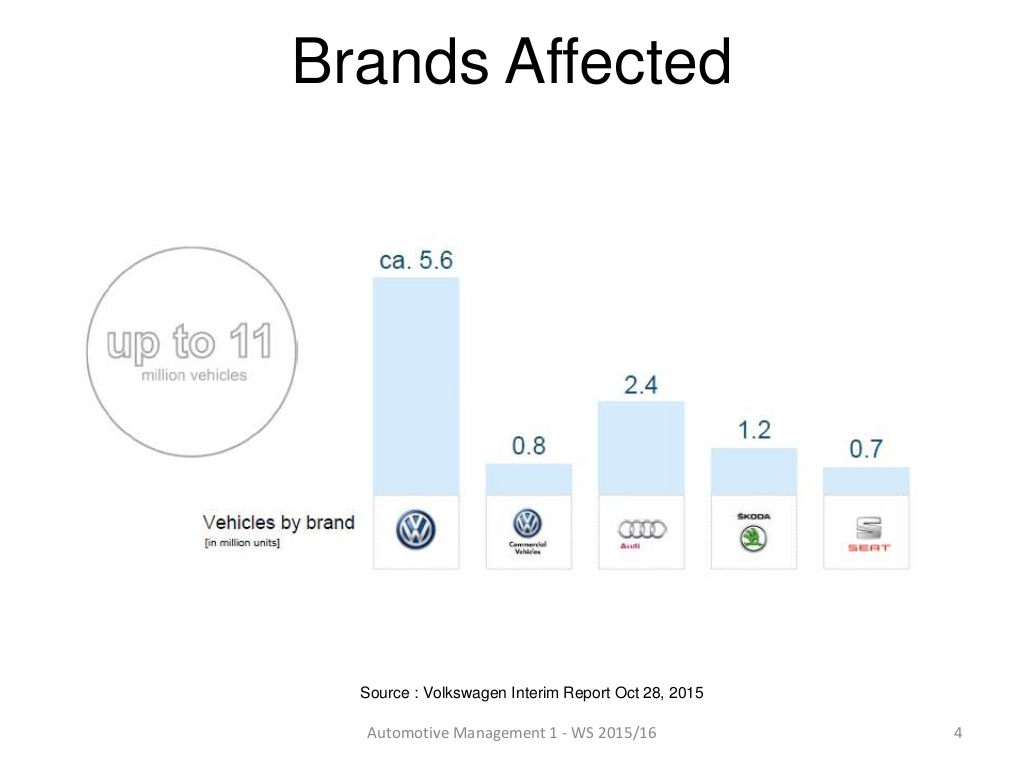 Brands Affected
up to 11
million vehicles
ca. 5.6
0.8
2.4
1.2
0.7
Vehicles by brand
[in million units]
Commercial
Vehicles
Audi
ŠKODA
SEAT
Source : Volkswagen Interim Report Oct 28, 2015
Automotive Management 1 - WS 2015/16
4